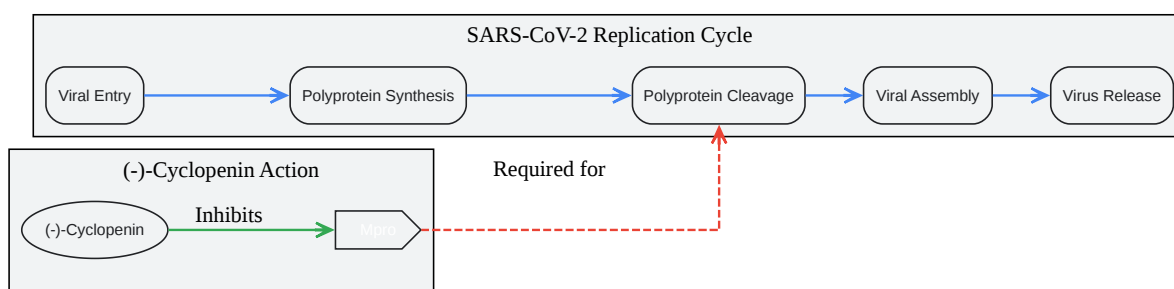 SARS-CoV-2 Replication Cycle
Viral Entry
Polyprotein Synthesis
Polyprotein Cleavage
Viral Assembly
Virus Release
(-)-Cyclopenin Action
Required for
Inhibits
(-)-Cyclopenin
Mpro